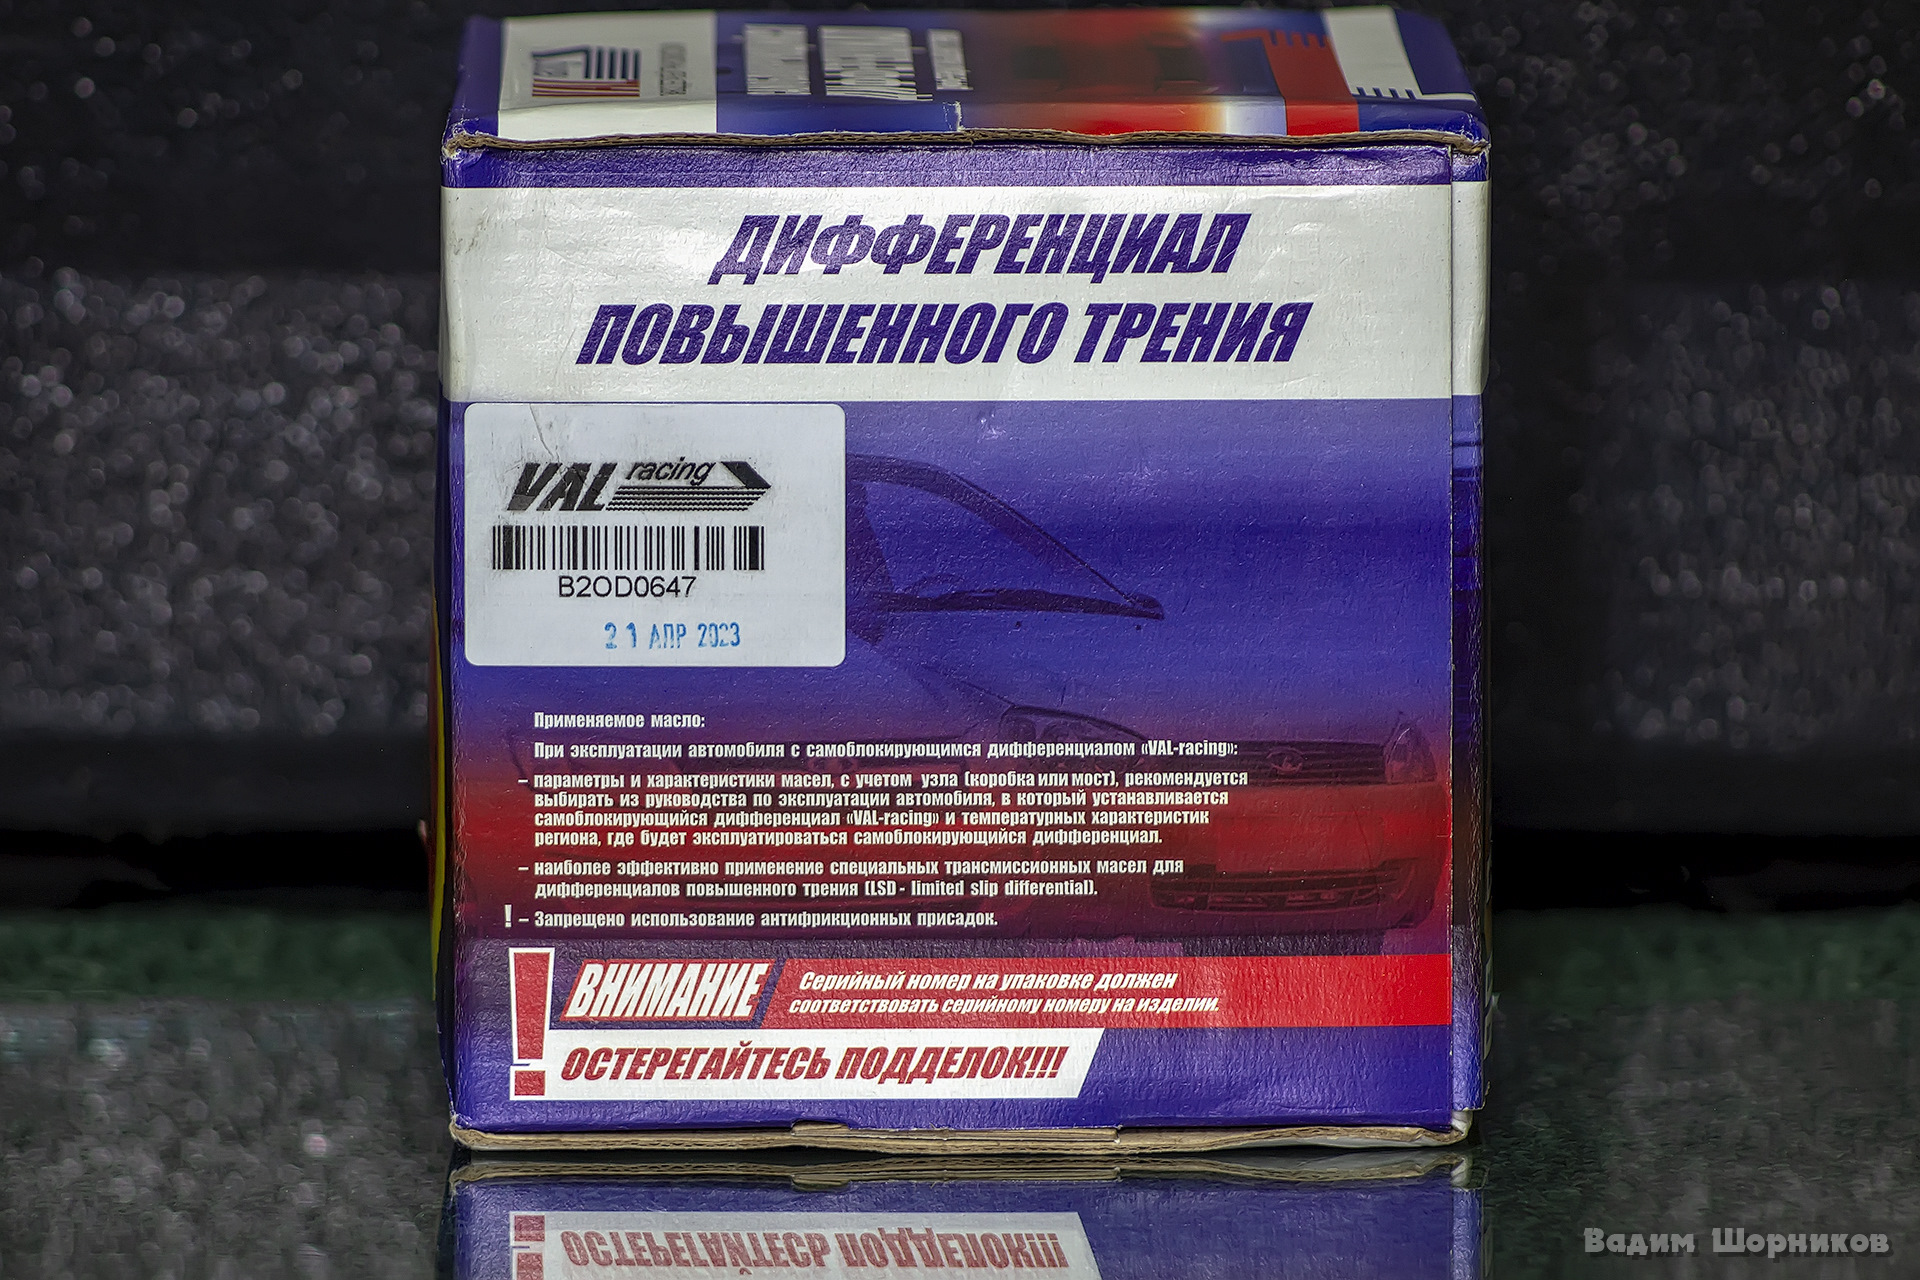 ДИФФЕРЕНЦИАЛ
ПОВЫШЕННОГО ТРЕНИЯ
VAL racing
B2OD0647
21 АПР 2023
Применяемое масло:
При эксплуатации автомобиля с самоблокирующимся дифференциалом «VAL-racing»:
– параметры и характеристики масел, с учетом узла (коробка или мост), рекомендуется
выбирать из руководства по эксплуатации автомобиля, в который устанавливается
самоблокирующийся дифференциал «VAL-racing» и температурных характеристик
региона, где будет эксплуатироваться самоблокирующийся дифференциал.
– наиболее эффективно применение специальных трансмиссионных масел для
дифференциалов повышенного трения (LSD - limited slip differential).
! – Запрещено использование антифрикционных присадок.
! ВНИМАНИЕ Серийный номер на упаковке должен
соответствовать серийному номеру на изделии.
ОСТЕРЕГАЙТЕСЬ ПОДДЕЛОК!!!
ОСТЕРЕГАЙТЕСЬ ПОДДЕЛОК!!!
Вадим Шорников